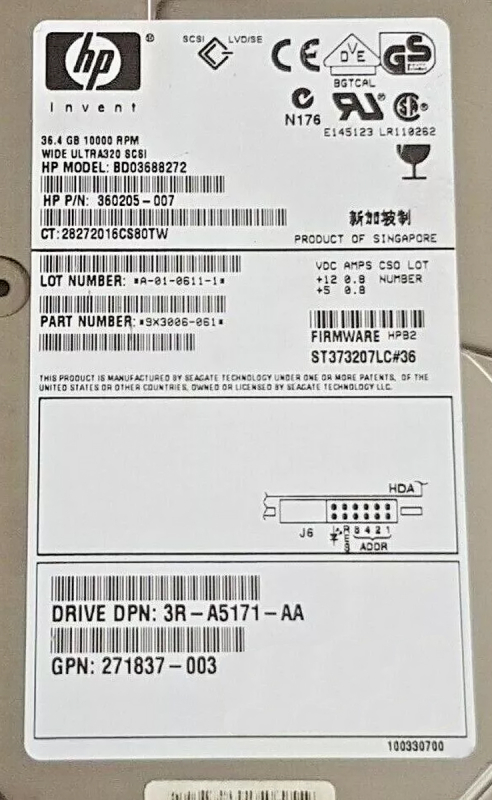 hp
®
invent
SCSI LVD/SE
CE
DVE
GS
BGTCAL
N176
E145123 LR110262
36.4 GB 10000 RPM
WIDE ULTRA320 SCSI
HP MODEL: BD03688272
HP P/N: 360205-007
CT:28272016CS80TW
新加坡制
PRODUCT OF SINGAPORE
LOT NUMBER: *A-01-0611-1*
PART NUMBER: *9X3006-061*
VDC AMPS CSO LOT
+12 0.8 NUMBER
+5 0.8
FIRMWARE HPB2
ST373207LC#36
THIS PRODUCT IS MANUFACTURED BY SEAGATE TECHNOLOGY UNDER ONE OR MORE PATENTS, OF THE
UNITED STATES OR OTHER COUNTRIES, OWNED OR LICENSED BY SEAGATE TECHNOLOGY LLC.
HDA
J6
RES
8 4 2 1
ADDR
DRIVE DPN: 3R-A5171-AA
GPN: 271837-003
100330700